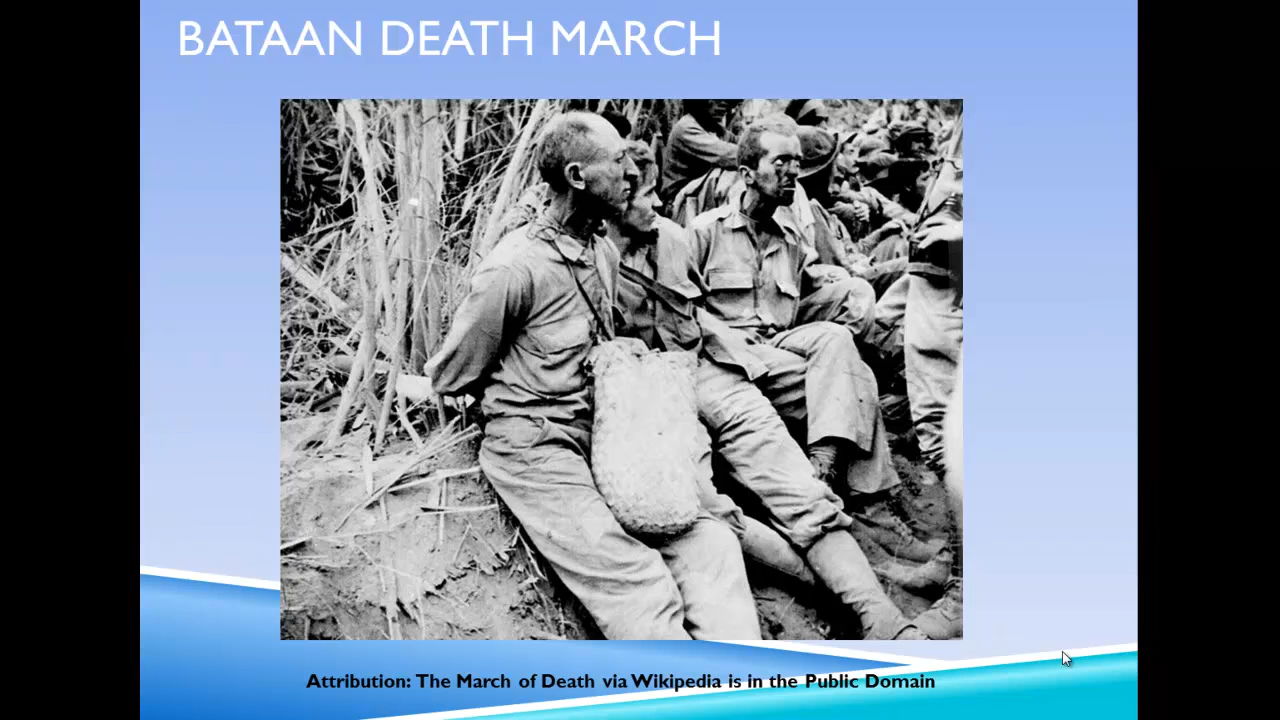 BATAAN DEATH MARCH
Attribution: The March of Death via Wikipedia is in the Public Domain